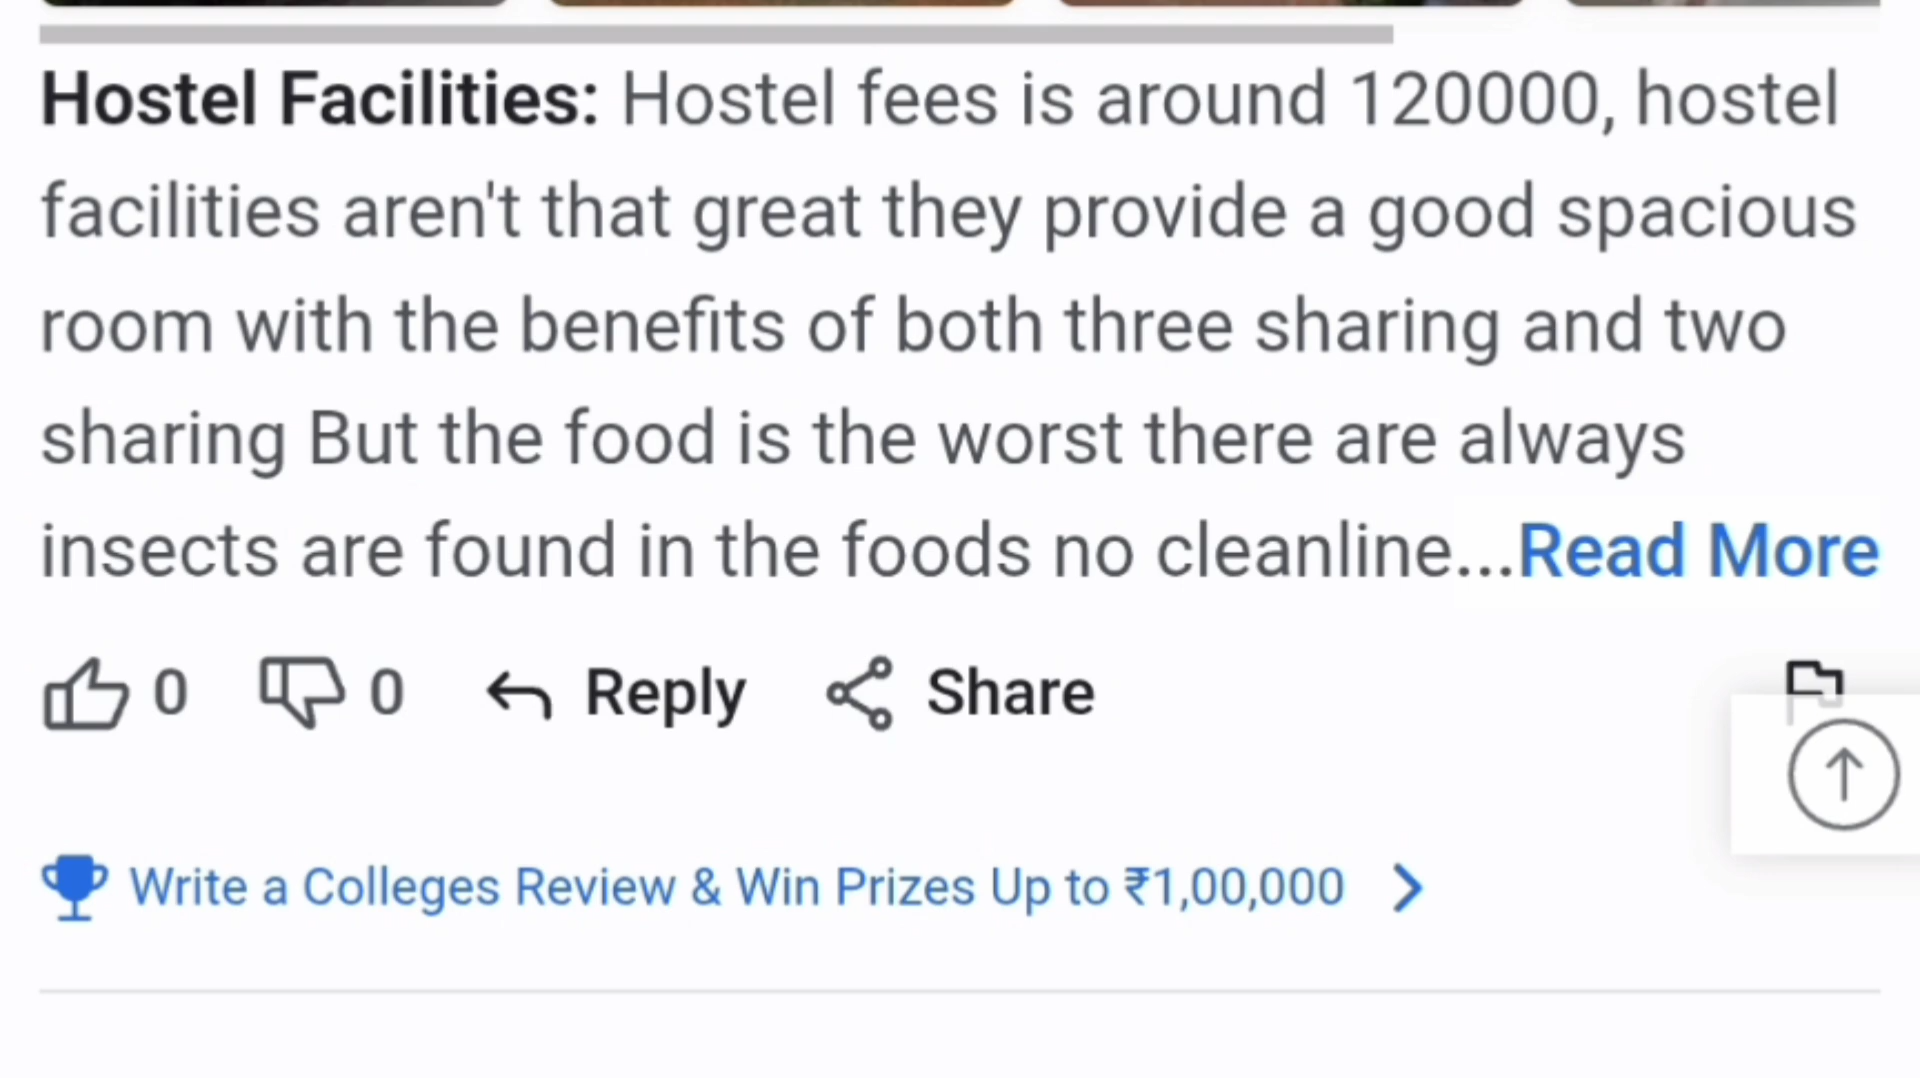 Hostel Facilities: Hostel fees is around 120000, hostel
facilities aren't that great they provide a good spacious
room with the benefits of both three sharing and two
sharing But the food is the worst there are always
insects are found in the foods no cleanline...Read More
0 0 Reply Share
Write a Colleges Review & Win Prizes Up to ₹1,00,000